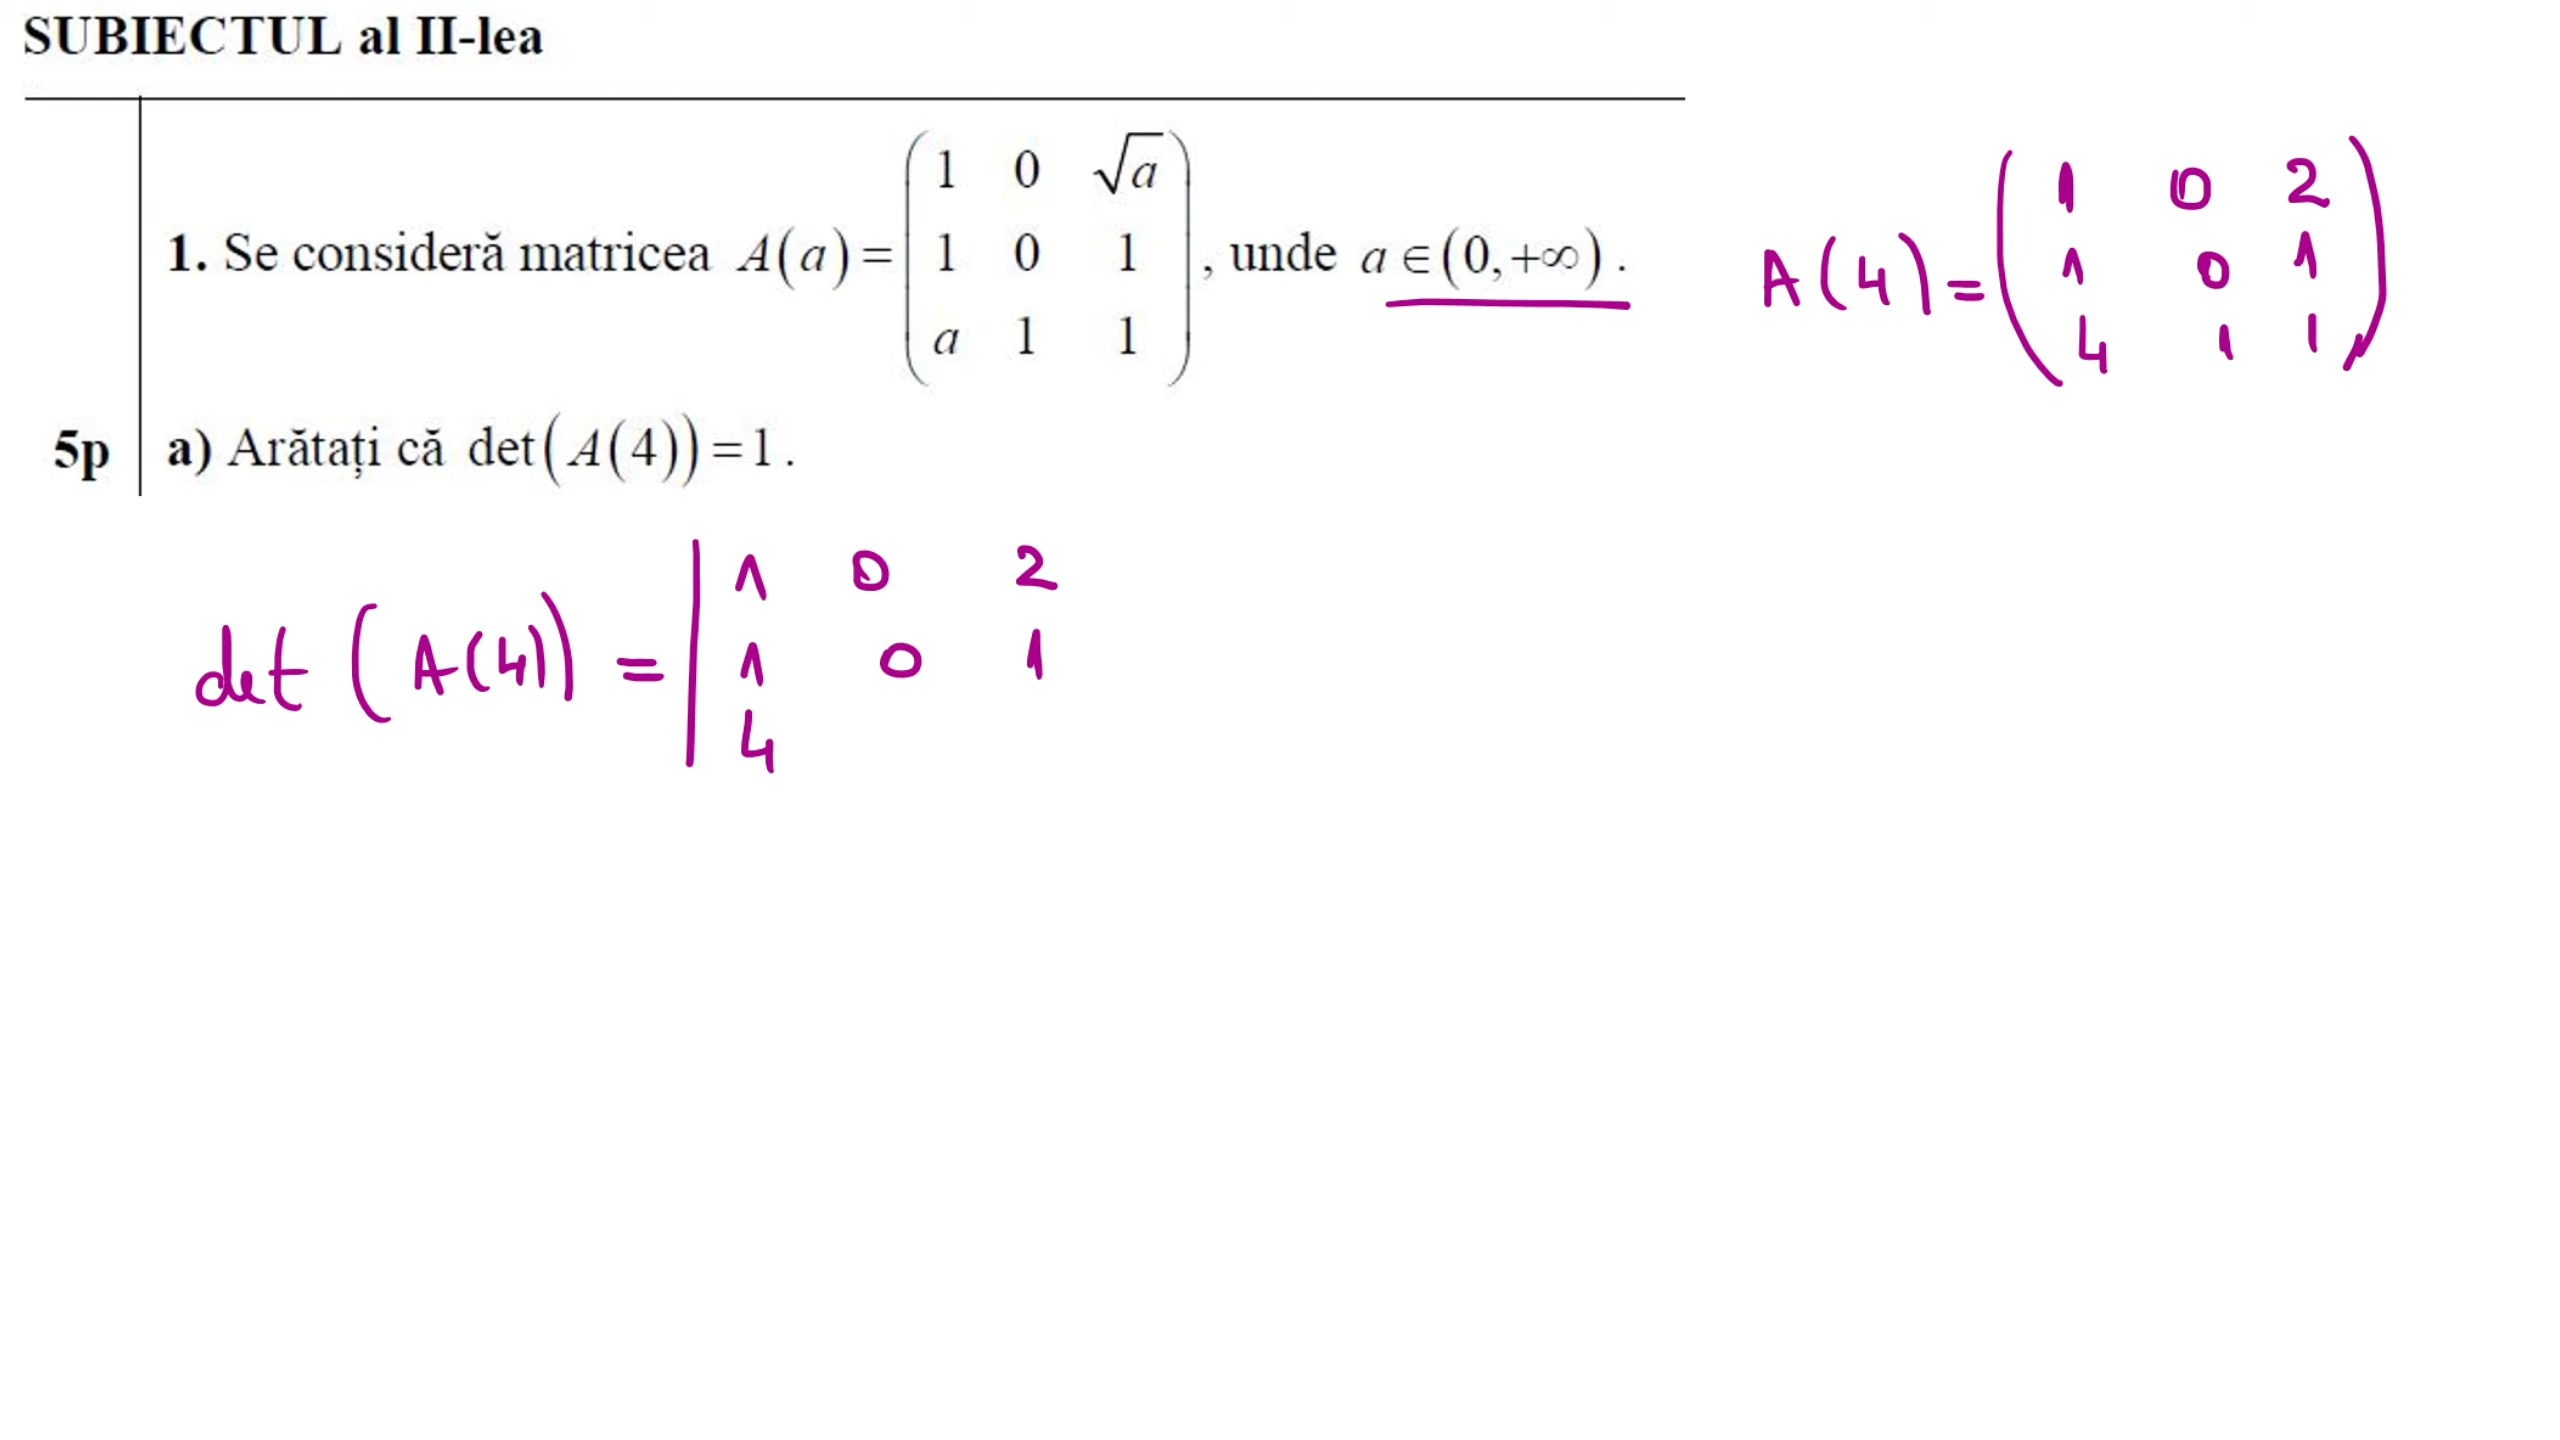 SUBIECTUL al II-lea
1. Se consideră matricea A(a) = ( 1 0 √a
1 0 1
a 1 1 ), unde a ∈ (0, +∞).
A(4) = ( 1 0 2
1 0 1
4 1 1 )
5p a) Arătați că det(A(4)) = 1.
det (A(4)) = | 1 0 2
1 0 1
4